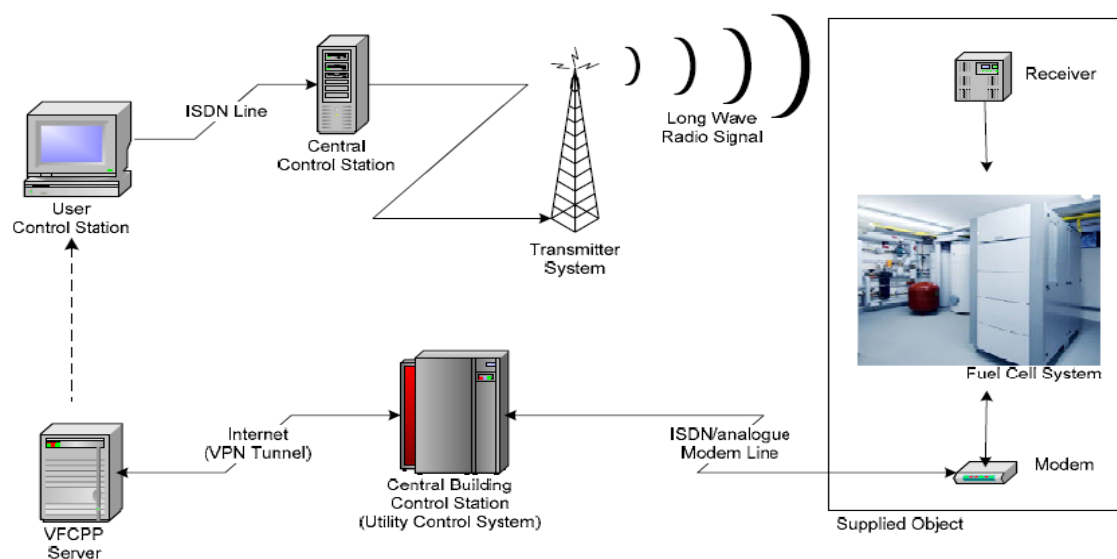 ISDN Line
Central
Control Station
User
Control Station
Transmitter
System
Long Wave
Radio Signal
Receiver
Fuel Cell System
VFCPP
Server
Internet
(VPN Tunnel)
Central Building
Control Station
(Utility Control System)
ISDN/analogue
Modem Line
Modem
Supplied Object